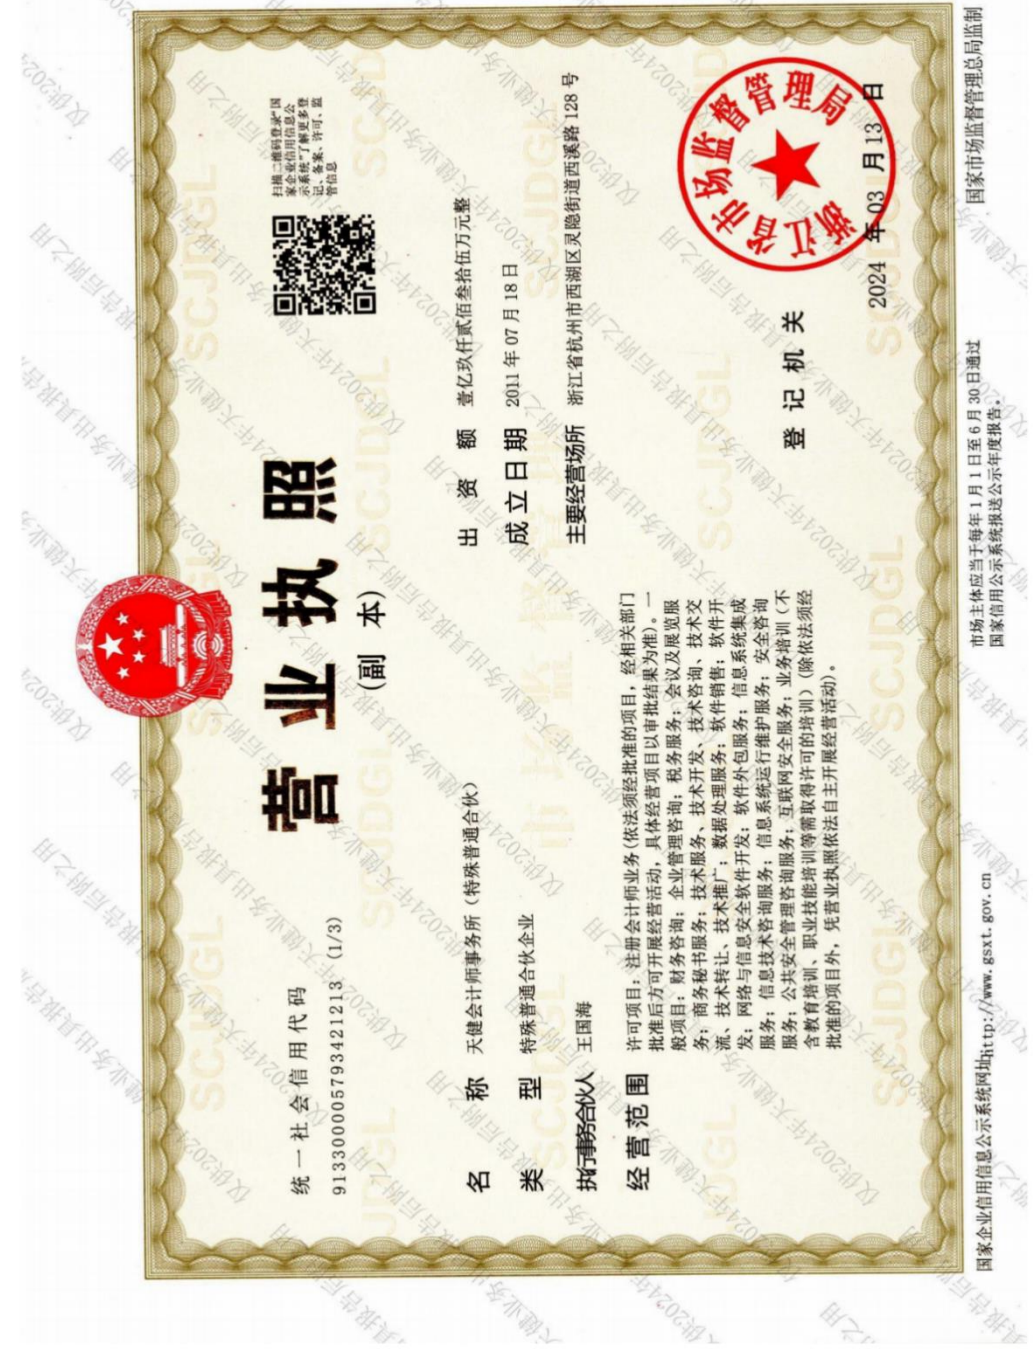 统一社会信用代码
913300005793421213 (1/3)
营业执照
(副 本)
扫描二维码登录“国
家企业信用信息公
示系统”了解更多登
记、备案、许可、监
管信息
名 称 天健会计师事务所（特殊普通合伙）
类 型 特殊普通合伙企业
执行事务合伙人 王国海
经营范围 许可项目：注册会计师业务(依法须经批准的项目，经相关部门
批准后方可开展经营活动，具体经营项目以审批结果为准)。一
般项目：财务咨询；企业管理咨询；税务服务；会议及展览服
务；商务秘书服务；技术服务、技术开发、技术咨询、技术交
流、技术转让、技术推广；数据处理服务；软件销售；软件开
发；网络与信息安全软件开发；软件外包服务；信息系统集成
服务；信息技术咨询服务；信息系统运行维护服务；安全咨询
服务；公共安全管理咨询服务；互联网安全服务；业务培训（不
含教育培训、职业技能培训等需取得许可的培训）(除依法须经
批准的项目外，凭营业执照依法自主开展经营活动)。
出 资 额 壹亿玖仟贰佰叁拾伍万元整
成立日期 2011年07月18日
主要经营场所 浙江省杭州市西湖区灵隐街道西溪路128号
登记机关
浙江省市场监督管理局
2024 年 03 月 13 日
国家企业信用信息公示系统网址http://www.gsxt.gov.cn
市场主体应当于每年1月1日至6月30日通过
国家信用公示系统报送公示年度报告。
国家市场监督管理总局监制
仅供2024年天健业务出具报告后附之用
SCJDGL